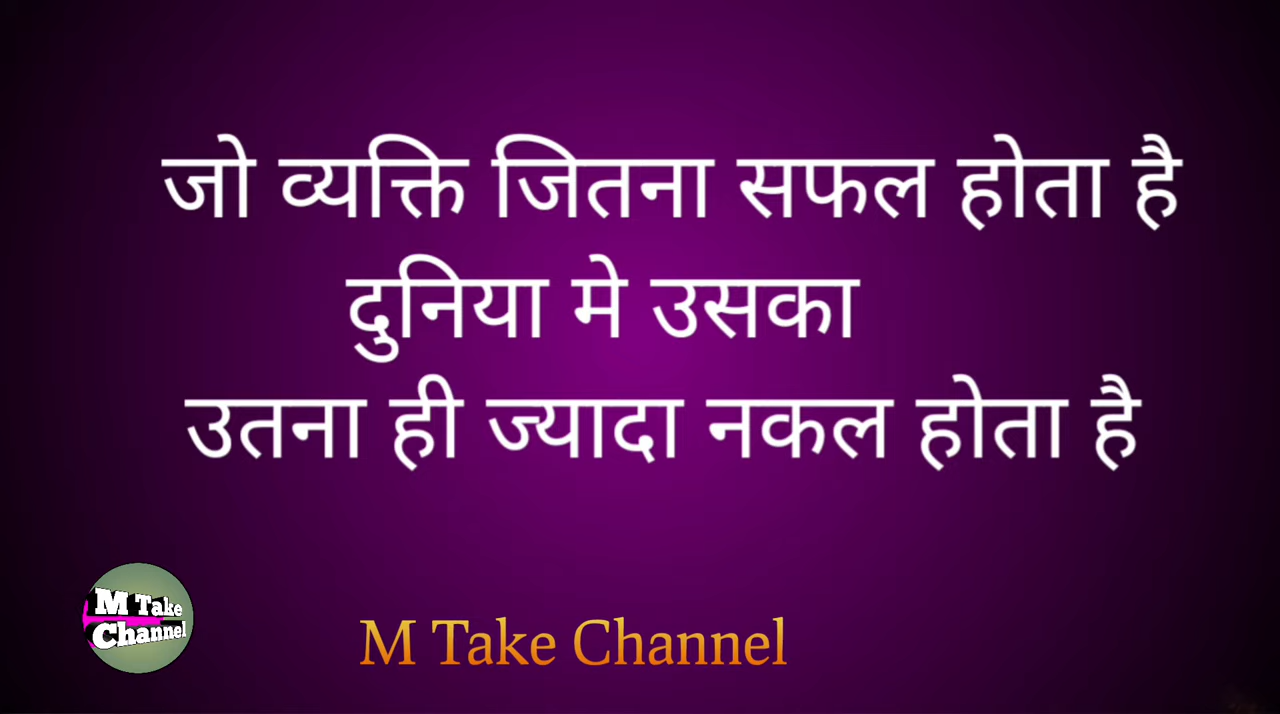 जो व्यक्ति जितना सफल होता है
दुनिया मे उसका
उतना ही ज्यादा नकल होता है
M Take
Channel
M Take Channel